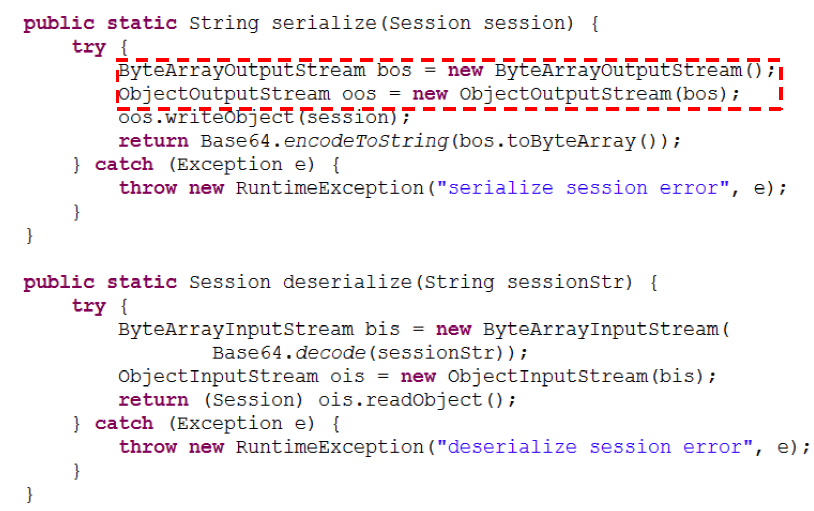 public static String serialize(Session session) {
try {
ByteArrayOutputStream bos = new ByteArrayOutputStream();
ObjectOutputStream oos = new ObjectOutputStream(bos);
oos.writeObject(session);
return Base64.encodeToString(bos.toByteArray());
} catch (Exception e) {
throw new RuntimeException("serialize session error", e);
}
}
public static Session deserialize(String sessionStr) {
try {
ByteArrayInputStream bis = new ByteArrayInputStream(
Base64.decode(sessionStr));
ObjectInputStream ois = new ObjectInputStream(bis);
return (Session) ois.readObject();
} catch (Exception e) {
throw new RuntimeException("deserialize session error", e);
}
}